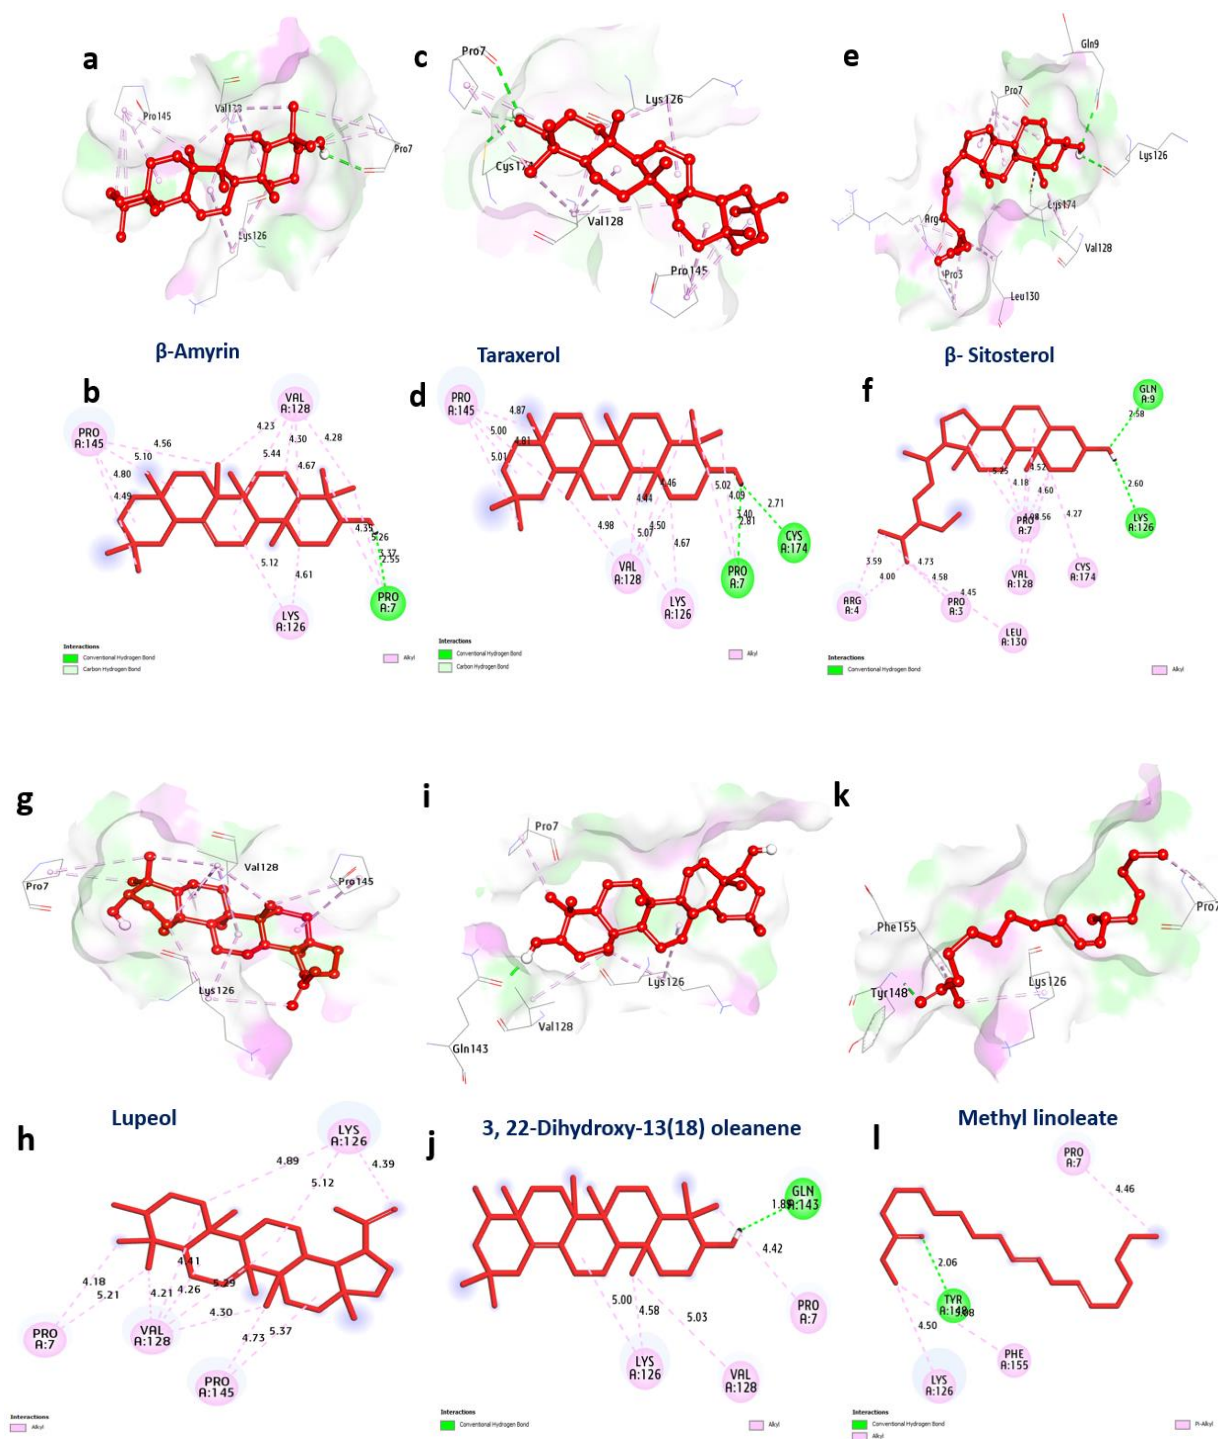 a
Pro145
Val128
Pro7
Lys126
c
Pro7
Lys126
Val128
Pro145
e
Gln9
Pro7
Lys126
Cys174
Val128
Pro3
Leu130
β-Amyrin
Taraxerol
β- Sitosterol
b
VAL
A:128
PRO
A:145
4.56
5.10
4.23
4.30
4.28
5.44
4.67
4.80
4.49
4.35
5.26
2.55
5.12
4.61
PRO
A:7
LYS
A:126
Interactions
Conventional Hydrogen Bond
Carbon Hydrogen Bond
Alkyl
d
PRO
A:145
4.87
5.00
4.81
5.01
4.46
4.44
5.02
4.09
2.71
3.40
2.81
4.98
4.50
5.07
4.67
CYS
A:174
VAL
A:128
PRO
A:7
LYS
A:126
Interactions
Conventional Hydrogen Bond
Carbon Hydrogen Bond
Alkyl
f
GLN
A:9
2.58
5.25
4.52
4.18
4.60
2.60
4.27
PRO
A:7
LYS
A:126
3.59
4.00
4.73
4.58
4.45
VAL
A:128
CYS
A:174
ARG
A:4
PRO
A:3
LEU
A:130
Interactions
Conventional Hydrogen Bond
Alkyl
g
Val128
Pro7
Pro145
Lys126
i
Pro7
Lys126
Val128
Gln143
k
Pro7
Phe155
Tyr148
Lys126
Lupeol
3, 22-Dihydroxy-13(18) oleanene
Methyl linoleate
h
LYS
A:126
4.89
4.39
5.12
4.41
4.18
5.21
4.21
4.26
5.29
4.30
4.73
5.37
PRO
A:7
VAL
A:128
PRO
A:145
Interactions
Alkyl
j
GLN
A:143
4.42
5.00
4.58
5.03
PRO
A:7
LYS
A:126
VAL
A:128
Interactions
Conventional Hydrogen Bond
Alkyl
l
PRO
A:7
4.46
2.06
TYR
4.50
PHE
A:155
LYS
A:126
Interactions
Conventional Hydrogen Bond
Alkyl
Pi-Alkyl